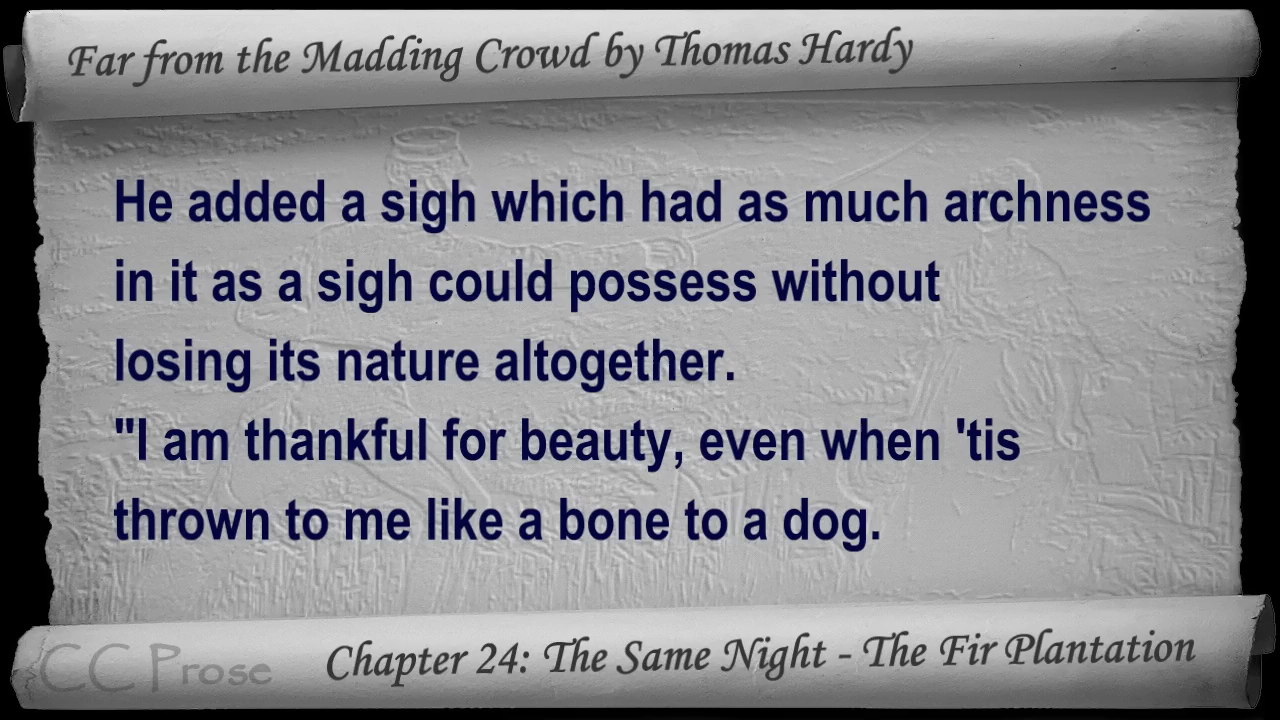 Far from the Madding Crowd by Thomas Hardy
He added a sigh which had as much archness
in it as a sigh could possess without
losing its nature altogether.
"I am thankful for beauty, even when 'tis
thrown to me like a bone to a dog.
CC Prose
Chapter 24: The Same Night - The Fir Plantation